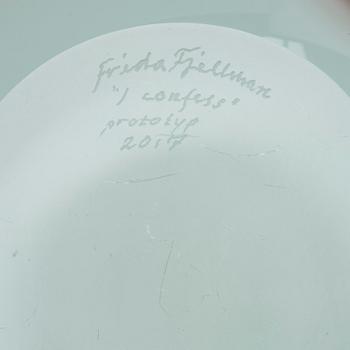 Frida Fjellman
"I confess"
prototyp
2017